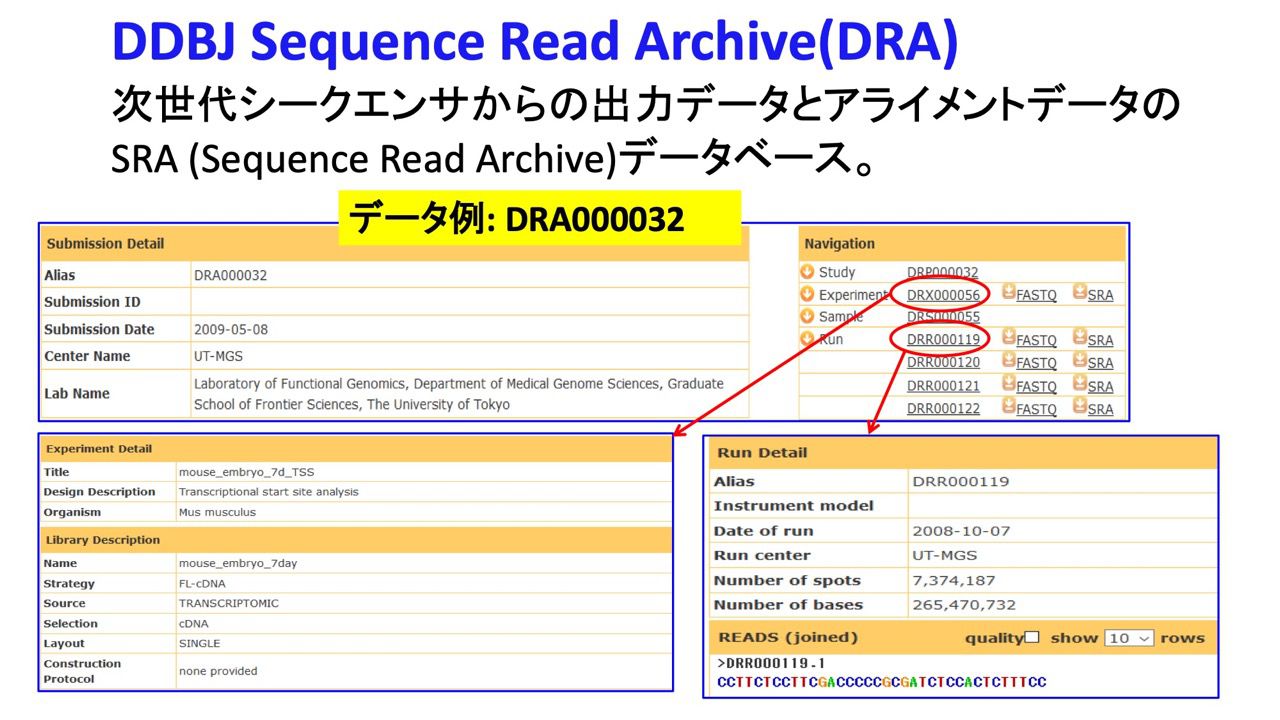 DDBJ Sequence Read Archive(DRA)
次世代シークエンサからの出力データとアライメントデータの
SRA (Sequence Read Archive)データベース。
データ例: DRA000032
Submission Detail
Alias DRA000032
Submission ID
Submission Date 2009-05-08
Center Name UT-MGS
Lab Name Laboratory of Functional Genomics, Department of Medical Genome Sciences, Graduate
School of Frontier Sciences, The University of Tokyo
Navigation
Study DRP000032
Experiment DRX000056 FASTQ SRA
Sample DRS000055
Run DRR000119 FASTQ SRA
DRR000120 FASTQ SRA
DRR000121 FASTQ SRA
DRR000122 FASTQ SRA
Experiment Detail
Title mouse_embryo_7d_TSS
Design Description Transcriptional start site analysis
Organism Mus musculus
Library Description
Name mouse_embryo_7day
Strategy FL-cDNA
Source TRANSCRIPTOMIC
Selection cDNA
Layout SINGLE
Construction
Protocol none provided
Run Detail
Alias DRR000119
Instrument model
Date of run 2008-10-07
Run center UT-MGS
Number of spots 7,374,187
Number of bases 265,470,732
READS (joined) quality show 10 rows
>DRR000119.1
CCTTCTCCTTCGACCCCCGCGATCTCCACTCTTTCC